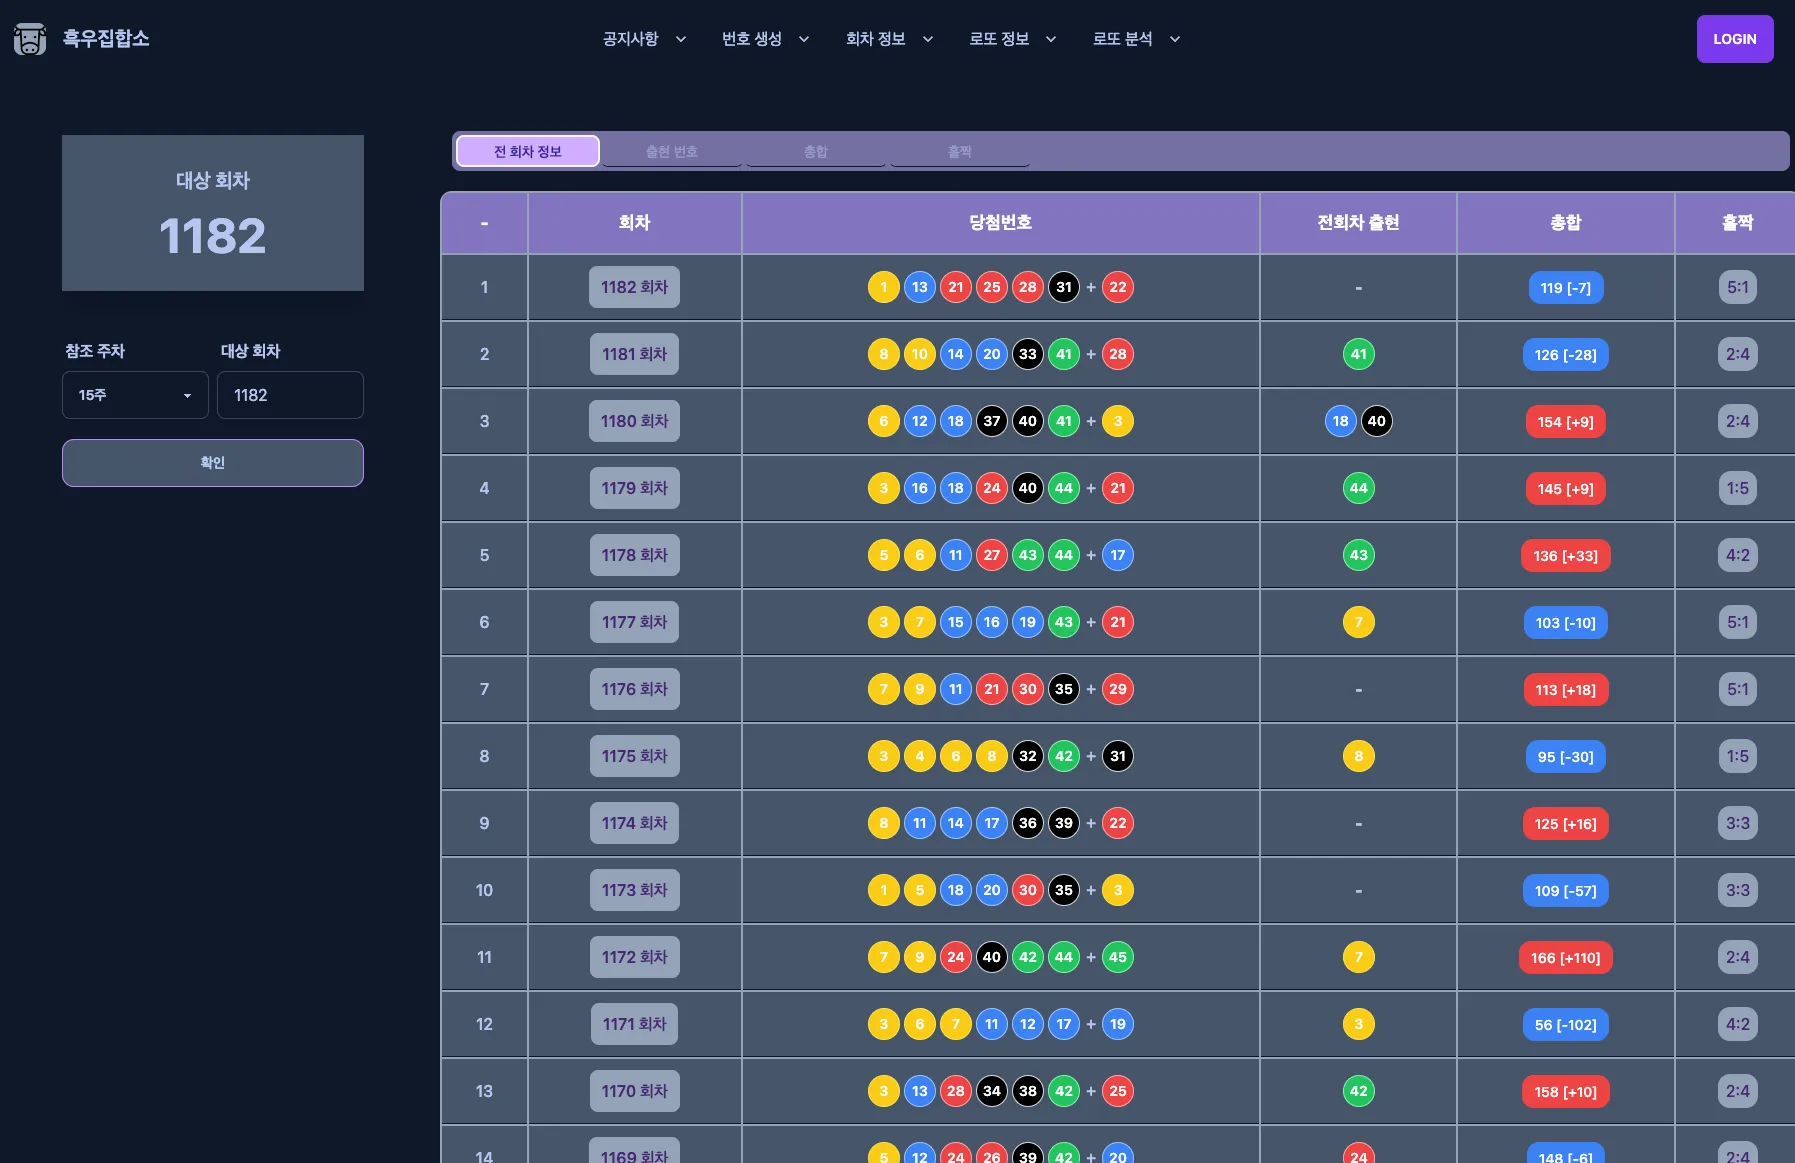 흑우집합소
공지사항 번호 생성 회차 정보 로또 정보 로또 분석
LOGIN
대상 회차
1182
참조 주차 대상 회차
15주 1182
확인
전 회차 정보 출현 번호 총합 홀짝
- 회차 당첨번호 전회차 출현 총합 홀짝
1 1182 회차 1 13 21 25 28 31 + 22 - 119 [-7] 5:1
2 1181 회차 8 10 14 20 33 41 + 28 41 126 [-28] 2:4
3 1180 회차 6 12 18 37 40 41 + 3 18 40 154 [+9] 2:4
4 1179 회차 3 16 18 24 40 44 + 21 44 145 [+9] 1:5
5 1178 회차 5 6 11 27 43 44 + 17 43 136 [+33] 4:2
6 1177 회차 3 7 15 16 19 43 + 21 7 103 [-10] 5:1
7 1176 회차 7 9 11 21 30 35 + 29 - 113 [+18] 5:1
8 1175 회차 3 4 6 8 32 42 + 31 8 95 [-30] 1:5
9 1174 회차 8 11 14 17 36 39 + 22 - 125 [+16] 3:3
10 1173 회차 1 5 18 20 30 35 + 3 - 109 [-57] 3:3
11 1172 회차 7 9 24 40 42 44 + 45 7 166 [+110] 2:4
12 1171 회차 3 6 7 11 12 17 + 19 3 56 [-102] 4:2
13 1170 회차 3 13 28 34 38 42 + 25 42 158 [+10] 2:4
14 1169 회차 5 12 24 26 39 42 + 20 24 148 [-6] 2:4